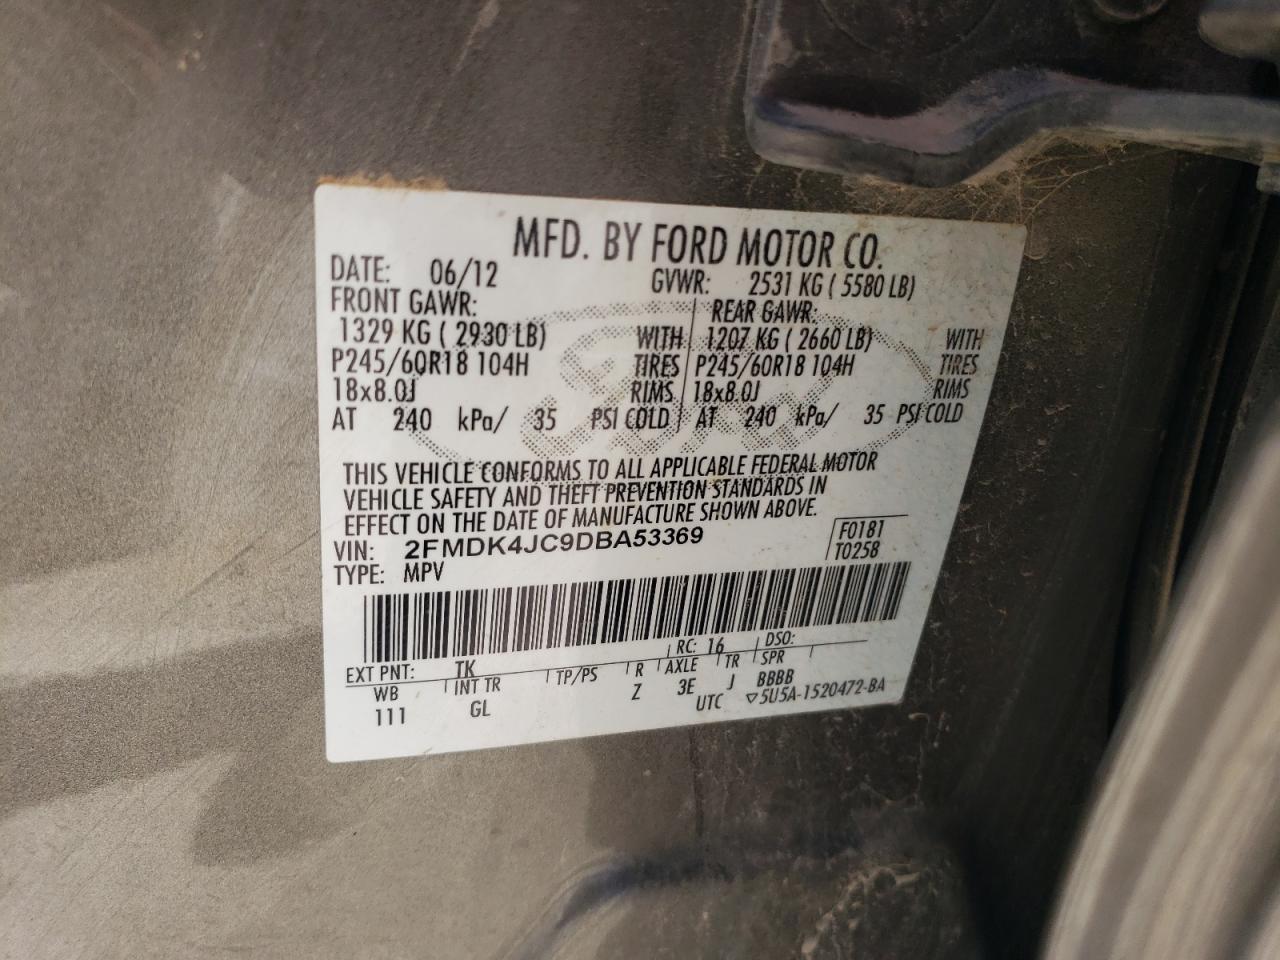 MFD. BY FORD MOTOR CO.
DATE: 06/12 GVWR: 2531 KG ( 5580 LB)
FRONT GAWR: REAR GAWR:
1329 KG ( 2930 LB) WITH 1207 KG ( 2660 LB) WITH
P245/60R18 104H TIRES P245/60R18 104H TIRES
18x8.0J RIMS 18x8.0J RIMS
AT 240 kPa/ 35 PSI COLD AT 240 kPa/ 35 PSI COLD
Ford
THIS VEHICLE CONFORMS TO ALL APPLICABLE FEDERAL MOTOR
VEHICLE SAFETY AND THEFT PREVENTION STANDARDS IN
EFFECT ON THE DATE OF MANUFACTURE SHOWN ABOVE.
VIN: 2FMDK4JC9DBA53369 F0181
TYPE: MPV T0258
EXT PNT: TK RC: 16 DSO:
WB INT TR TP/PS R AXLE TR SPR
111 GL Z 3E J BBBB
UTC ▽5U5A-1520472-BA